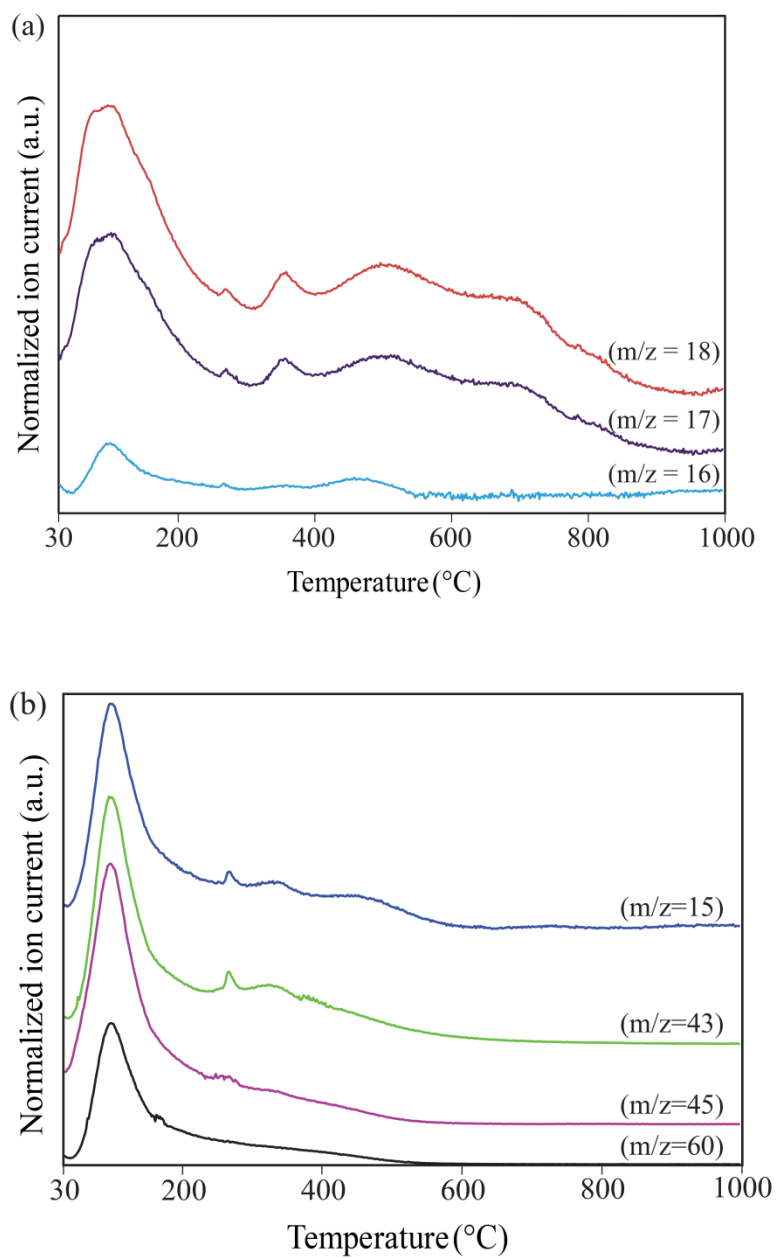 (a)
Normalized ion current (a.u.)
(m/z = 18)
(m/z = 17)
(m/z = 16)
30 200 400 600 800 1000
Temperature (°C)
(b)
Normalized ion current (a.u.)
(m/z=15)
(m/z=43)
(m/z=45)
(m/z=60)
30 200 400 600 800 1000
Temperature (°C)